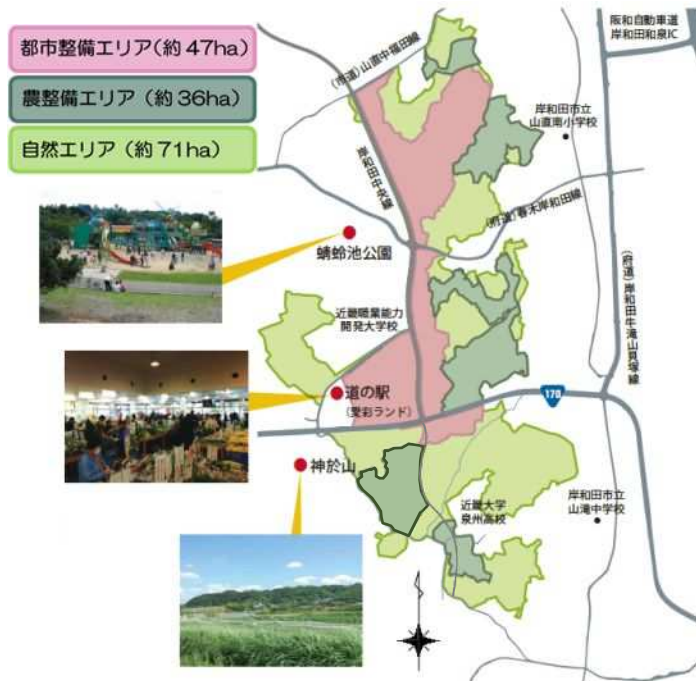 都市整備エリア(約47ha)
農整備エリア(約36ha)
自然エリア(約71ha)
阪和自動車道
岸和田和泉IC
(市道)山直中福田線
岸和田市立
山直南小学校
岸和田中央線
(府道)春木岸和田線
蜻蛉池公園
(府道)岸和田牛滝山貝塚線
近畿職業能力
開発大学校
道の駅
(愛彩ランド)
170
神於山
近畿大学
泉州高校
岸和田市立
山滝中学校